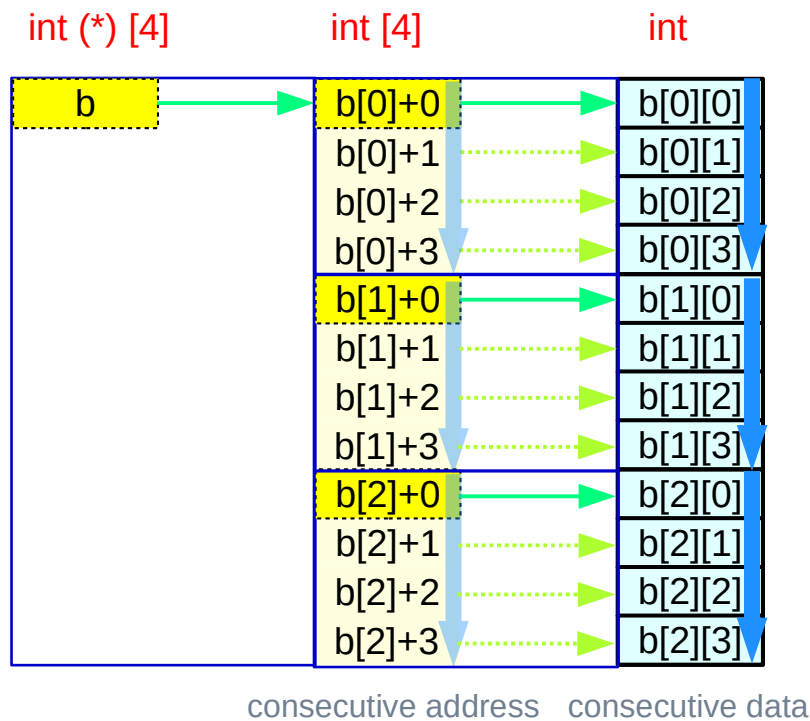 int (*) [4] int [4] int
b b[0]+0 b[0][0]
b[0]+1 b[0][1]
b[0]+2 b[0][2]
b[0]+3 b[0][3]
b[1]+0 b[1][0]
b[1]+1 b[1][1]
b[1]+2 b[1][2]
b[1]+3 b[1][3]
b[2]+0 b[2][0]
b[2]+1 b[2][1]
b[2]+2 b[2][2]
b[2]+3 b[2][3]
consecutive address consecutive data